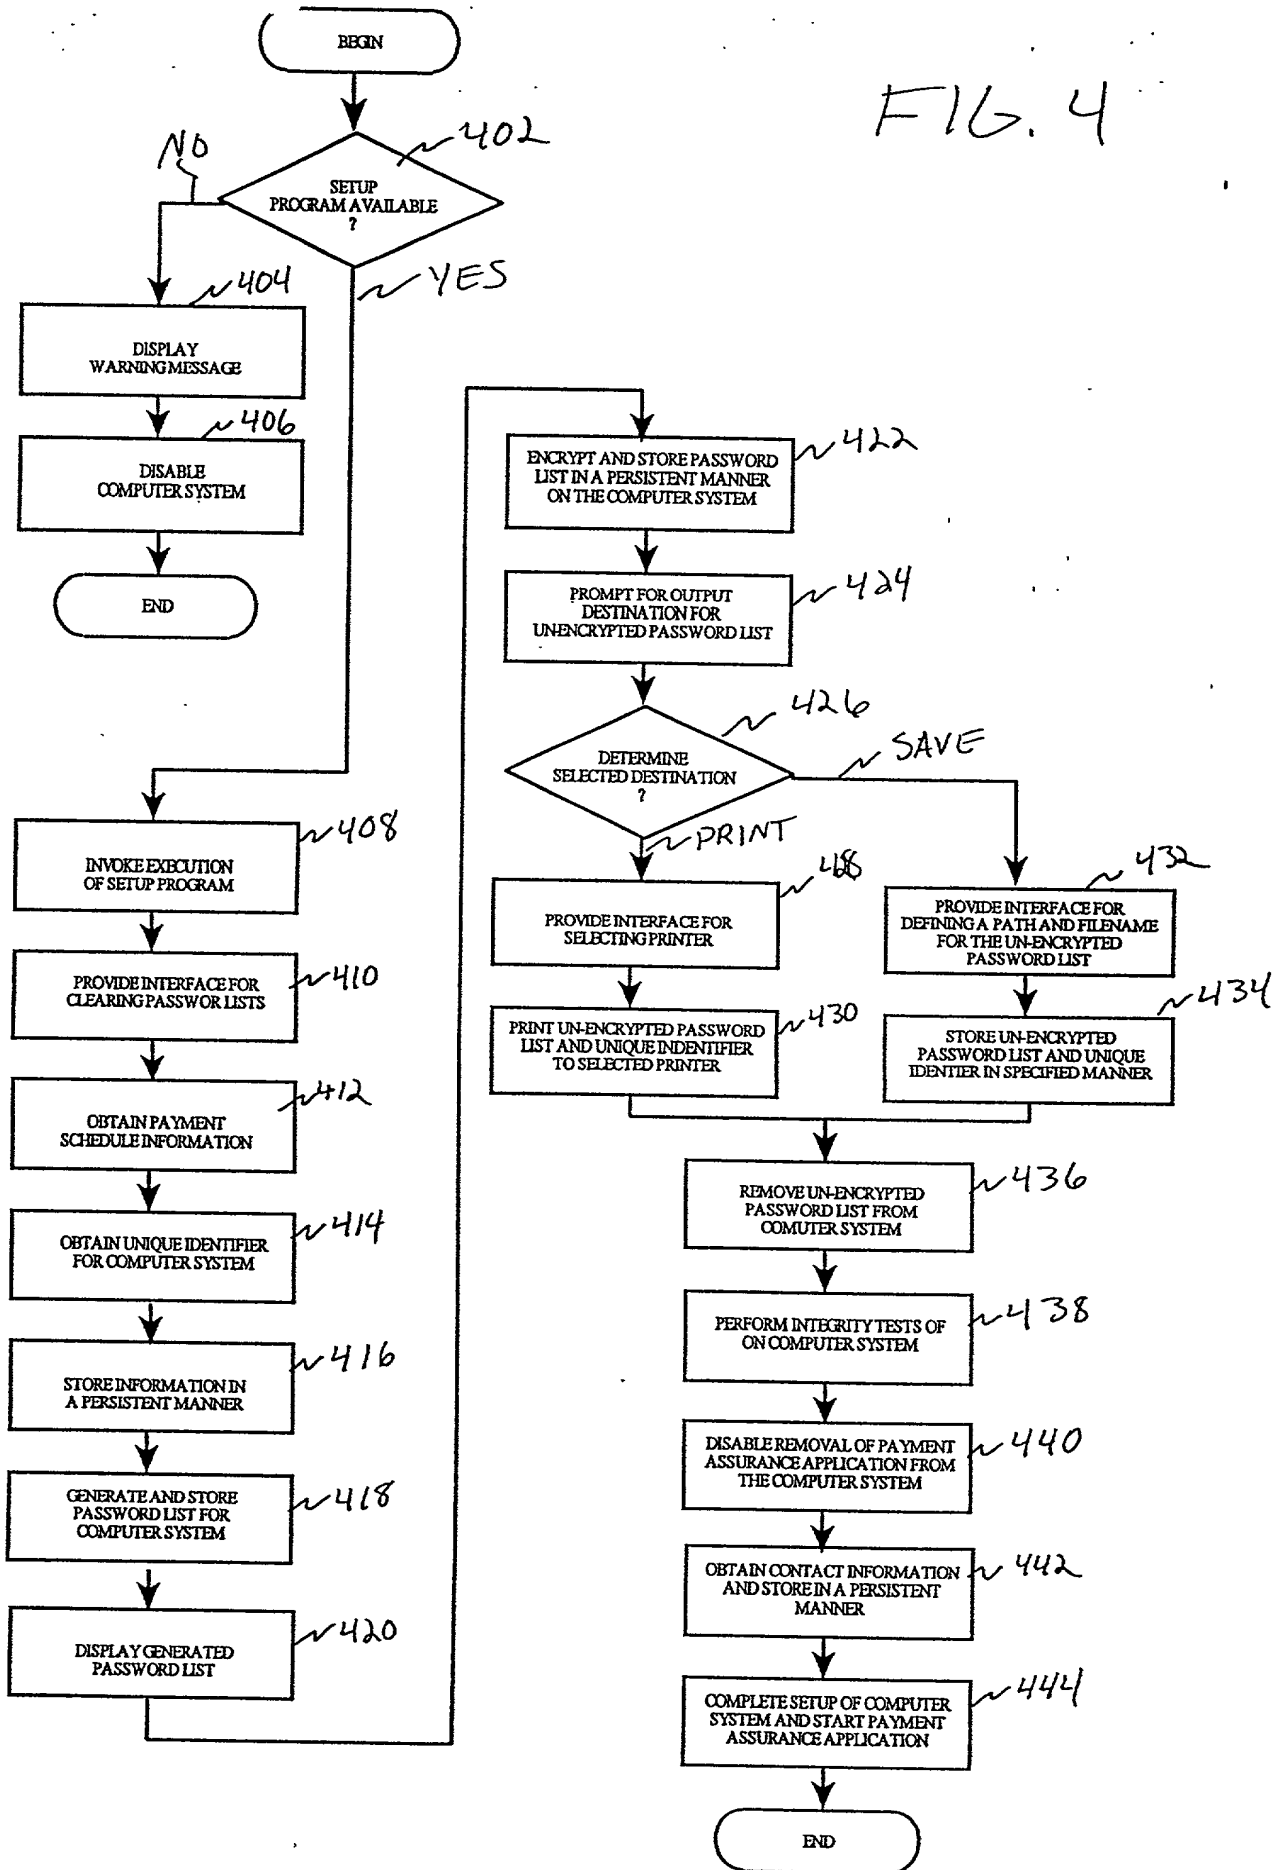 FIG. 4
BEGIN
402
NO
SETUP
PROGRAM AVAILABLE
?
YES
404
DISPLAY
WARNING MESSAGE
406
DISABLE
COMPUTER SYSTEM
END
408
INVOKE EXECUTION
OF SETUP PROGRAM
410
PROVIDE INTERFACE FOR
CLEARING PASSWOR LISTS
412
OBTAIN PAYMENT
SCHEDULE INFORMATION
414
OBTAIN UNIQUE IDENTIFIER
FOR COMPUTER SYSTEM
416
STORE INFORMATION IN
A PERSISTENT MANNER
418
GENERATE AND STORE
PASSWORD LIST FOR
COMPUTER SYSTEM
420
DISPLAY GENERATED
PASSWORD LIST
422
ENCRYPT AND STORE PASSWORD
LIST IN A PERSISTENT MANNER
ON THE COMPUTER SYSTEM
424
PROMPT FOR OUTPUT
DESTINATION FOR
UN-ENCRYPTED PASSWORD LIST
426
DETERMINE
SELECTED DESTINATION
?
SAVE
PRINT
428
PROVIDE INTERFACE FOR
SELECTING PRINTER
430
PRINT UN-ENCRYPTED PASSWORD
LIST AND UNIQUE INDENTIFIER
TO SELECTED PRINTER
432
PROVIDE INTERFACE FOR
DEFINING A PATH AND FILENAME
FOR THE UN-ENCRYPTED
PASSWORD LIST
434
STORE UN-ENCRYPTED
PASSWORD LIST AND UNIQUE
IDENTIER IN SPECIFIED MANNER
436
REMOVE UN-ENCRYPTED
PASSWORD LIST FROM
COMUTER SYSTEM
438
PERFORM INTEGRITY TESTS OF
ON COMPUTER SYSTEM
440
DISABLE REMOVAL OF PAYMENT
ASSURANCE APPLICATION FROM
THE COMPUTER SYSTEM
442
OBTAIN CONTACT INFORMATION
AND STORE IN A PERSISTENT
MANNER
444
COMPLETE SETUP OF COMPUTER
SYSTEM AND START PAYMENT
ASSURANCE APPLICATION
END